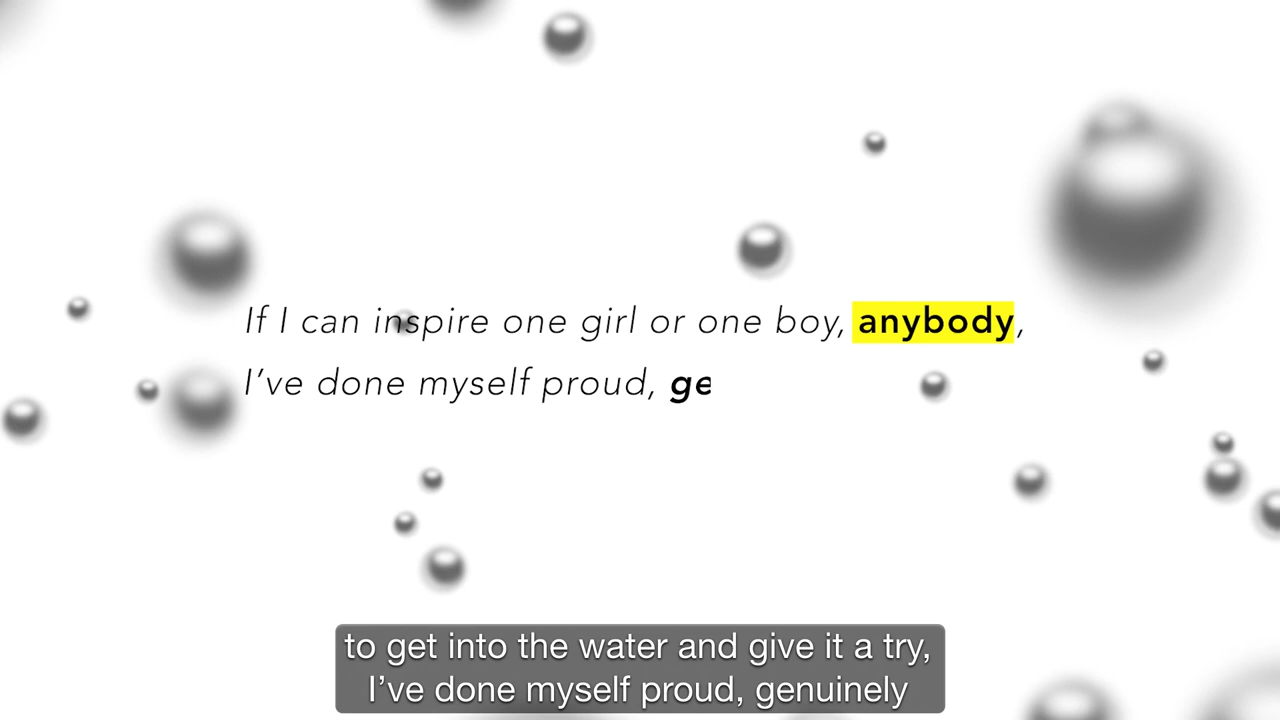 If I can inspire one girl or one boy, anybody,
I’ve done myself proud, ge
to get into the water and give it a try,
I’ve done myself proud, genuinely